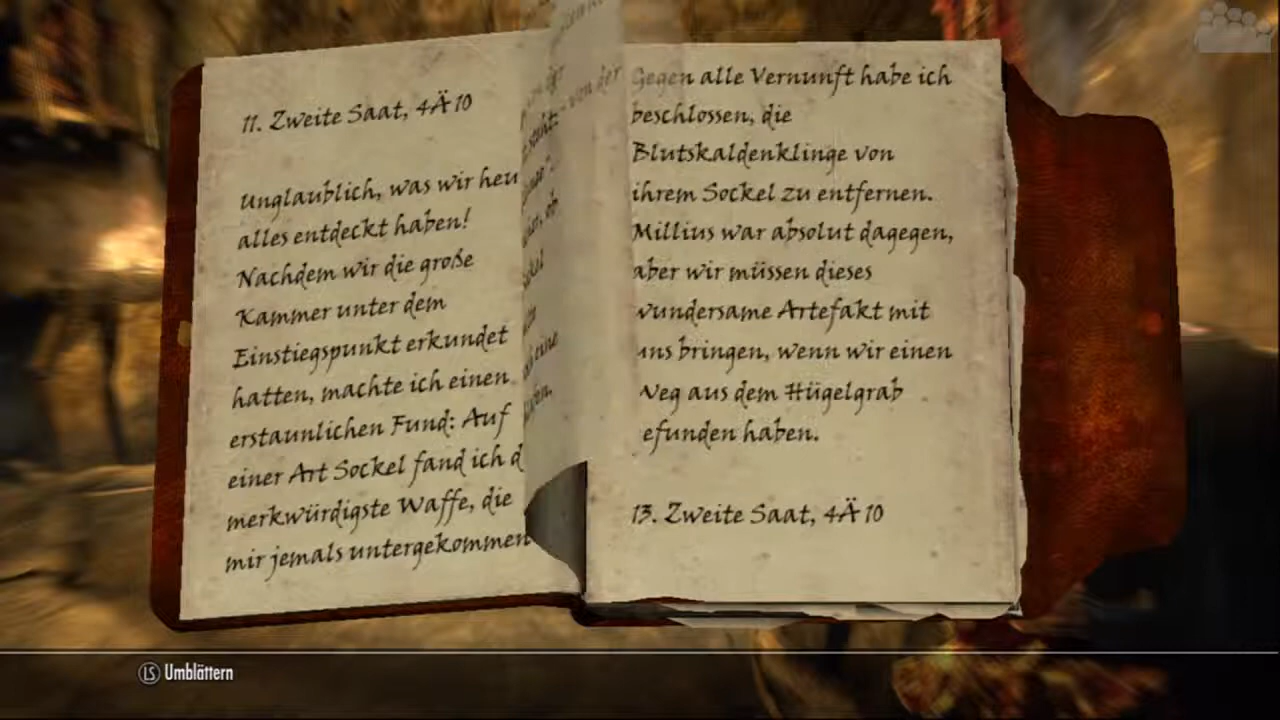 11. Zweite Saat, 4Ä 10
Unglaublich, was wir heu
alles entdeckt haben!
Nachdem wir die große
Kammer unter dem
Einstiegspunkt erkundet
hatten, machte ich einen
erstaunlichen Fund: Auf
einer Art Sockel fand ich d
merkwürdigste Waffe, die
mir jemals untergekommen
von der
Gegen alle Vernunft habe ich
beschlossen, die
Blutskaldenklinge von
ihrem Sockel zu entfernen.
Millius war absolut dagegen,
aber wir müssen dieses
wundersame Artefakt mit
uns bringen, wenn wir einen
Weg aus dem Hügelgrab
efunden haben.
13. Zweite Saat, 4Ä 10
LS Umblättern